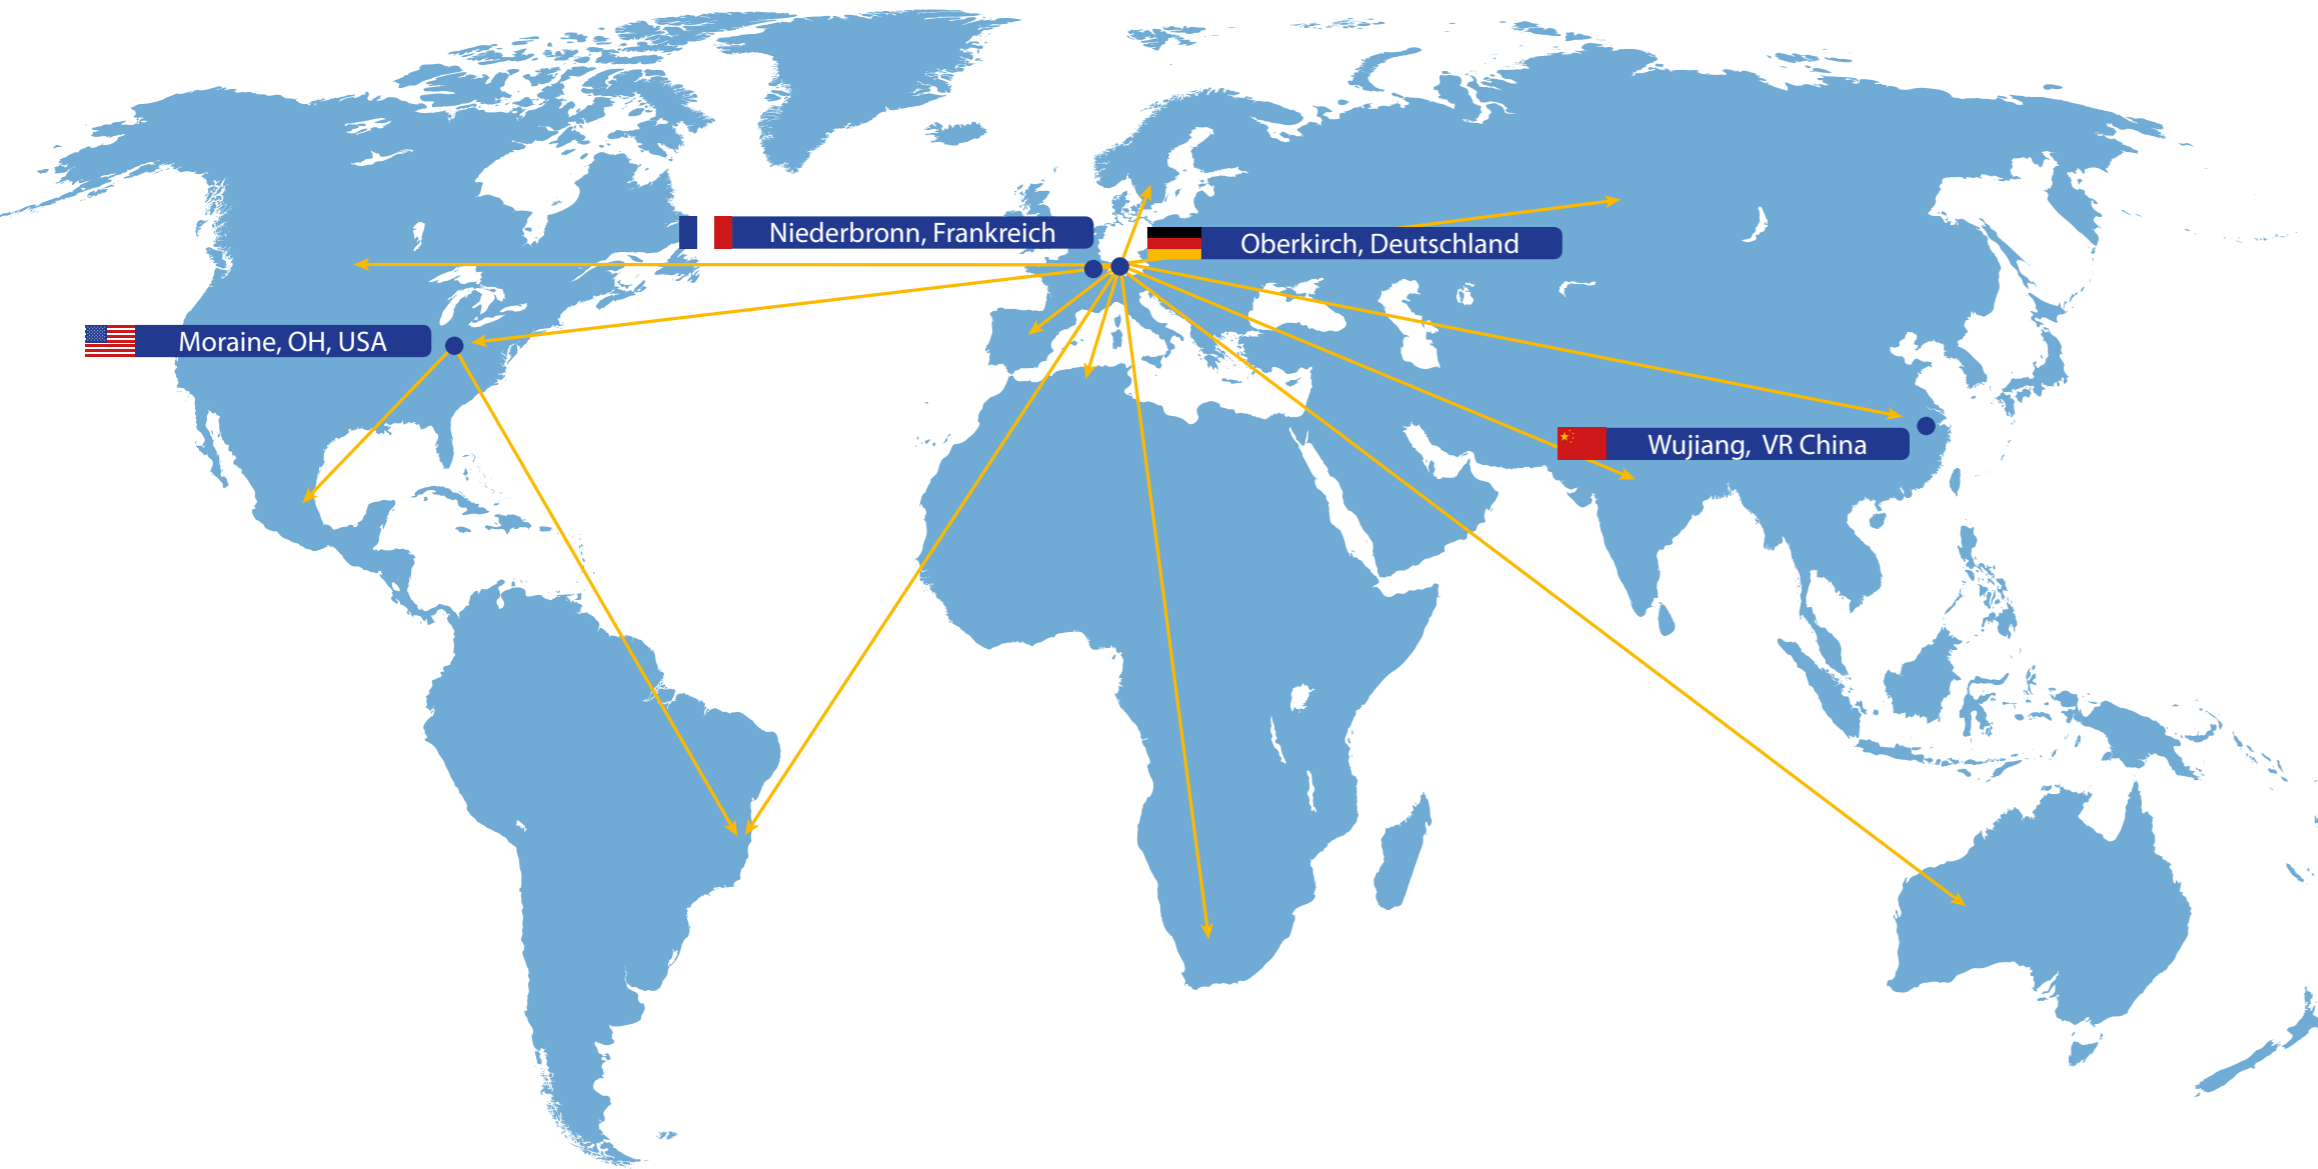 Niederbronn, Frankreich
Oberkirch, Deutschland
Moraine, OH, USA
Wujiang, VR China